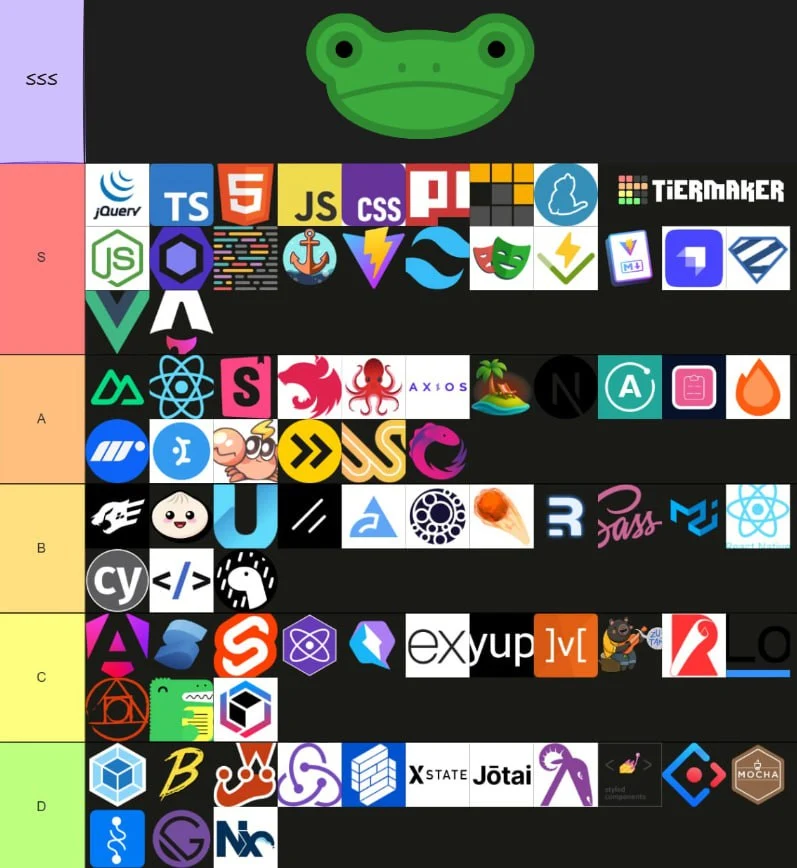 SSS
S
jQuery
TS
5
JS
CSS
TiERMAKER
JS
M↓
A
S
AXIOS
N
A
B
U
R
Sass
React Native
cy
</>
C
S
ex
yup
]v[
ZU
LO
D
B
XSTATE
Jōtai
< >
styled
components
MOCHA
G
Nx